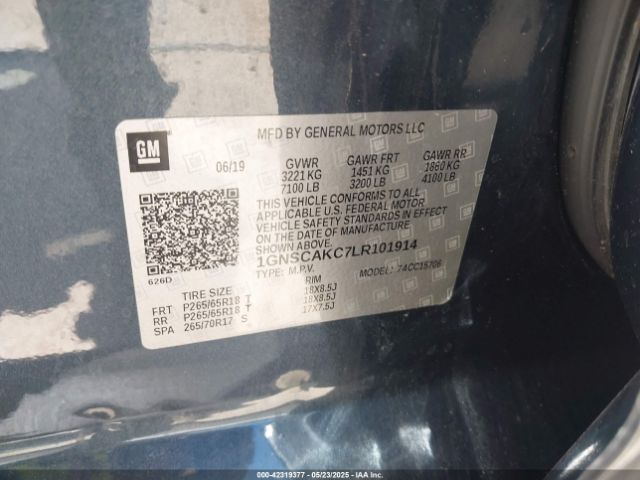 GM
MFD BY GENERAL MOTORS LLC
06/19 GVWR GAWR FRT GAWR RR
3221 KG 1451 KG 1860 KG
7100 LB 3200 LB 4100 LB
THIS VEHICLE CONFORMS TO ALL
APPLICABLE U.S. FEDERAL MOTOR
VEHICLE SAFETY STANDARDS IN EFFECT
ON THE DATE OF MANUFACTURE
SHOWN ABOVE.
1GNSCAKC7LR101914
626D TYPE: M.P.V. MODEL: 74CC15706
TIRE SIZE RIM
FRT P265/65R18 T 18X8.5J
RR P265/65R18 T 18X8.5J
SPA 265/70R17 S 17X7.5J
000-42319377 — 05/23/2025 — IAAI.COM